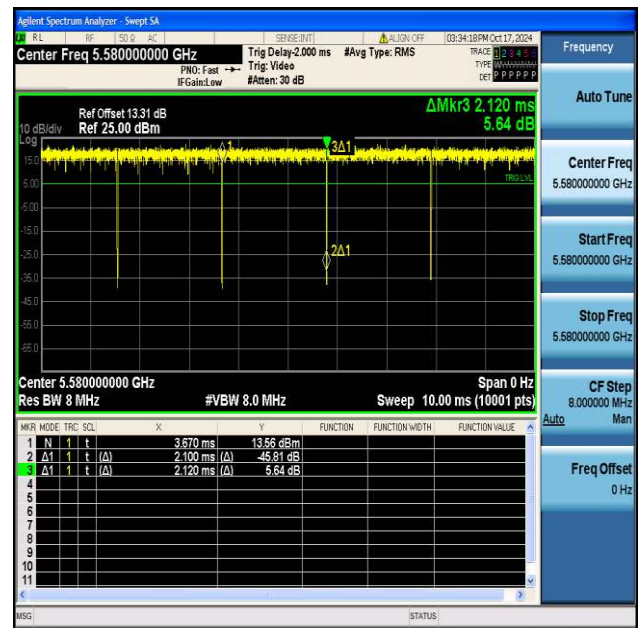 Agilent Spectrum Analyzer - Swept SA
LXI RL RF 50 Ω AC SENSE:INT ALIGN OFF 03:34:18PM Oct 17, 2024
Center Freq 5.580000000 GHz
PNO: Fast
IFGain:Low
Trig Delay-2.000 ms
Trig: Video
#Atten: 30 dB
#Avg Type: RMS
TRACE 1 2 3 4 5 6
TYPE
DET P P P P P P
Frequency
Auto Tune
Center Freq
5.580000000 GHz
Start Freq
5.580000000 GHz
Stop Freq
5.580000000 GHz
CF Step
8.000000 MHz
Auto Man
Freq Offset
0 Hz
ΔMkr3 2.120 ms
5.64 dB
Ref Offset 13.31 dB
10 dB/div Ref 25.00 dBm
Log
15.0
5.00
-5.00
-15.0
-25.0
-35.0
-45.0
-55.0
-65.0
1
3Δ1
TRIG LVL
2Δ1
Center 5.580000000 GHz Span 0 Hz
Res BW 8 MHz #VBW 8.0 MHz Sweep 10.00 ms (10001 pts)
MKR MODE TRC SCL X Y FUNCTION FUNCTION WIDTH FUNCTION VALUE
1 N 1 t 3.670 ms 13.56 dBm
2 Δ1 1 t (Δ) 2.100 ms (Δ) -45.81 dB
3 Δ1 1 t (Δ) 2.120 ms (Δ) 5.64 dB
4
5
6
7
8
9
10
11
MSG STATUS